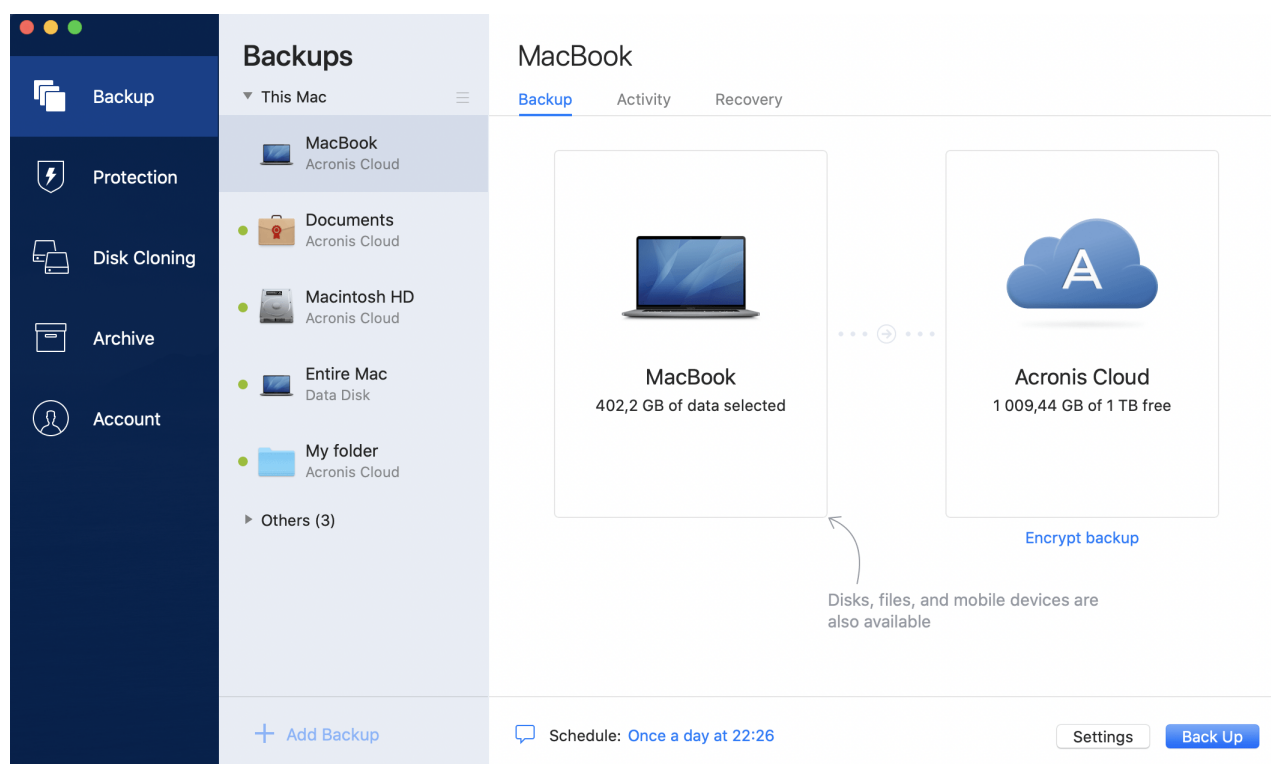 Backup
Protection
Disk Cloning
Archive
Account
Backups
This Mac
MacBook
Acronis Cloud
Documents
Acronis Cloud
Macintosh HD
Acronis Cloud
Entire Mac
Data Disk
My folder
Acronis Cloud
Others (3)
Add Backup
MacBook
Backup Activity Recovery
MacBook
402,2 GB of data selected
A
Acronis Cloud
1 009,44 GB of 1 TB free
Encrypt backup
Disks, files, and mobile devices are
also available
Schedule: Once a day at 22:26
Settings
Back Up